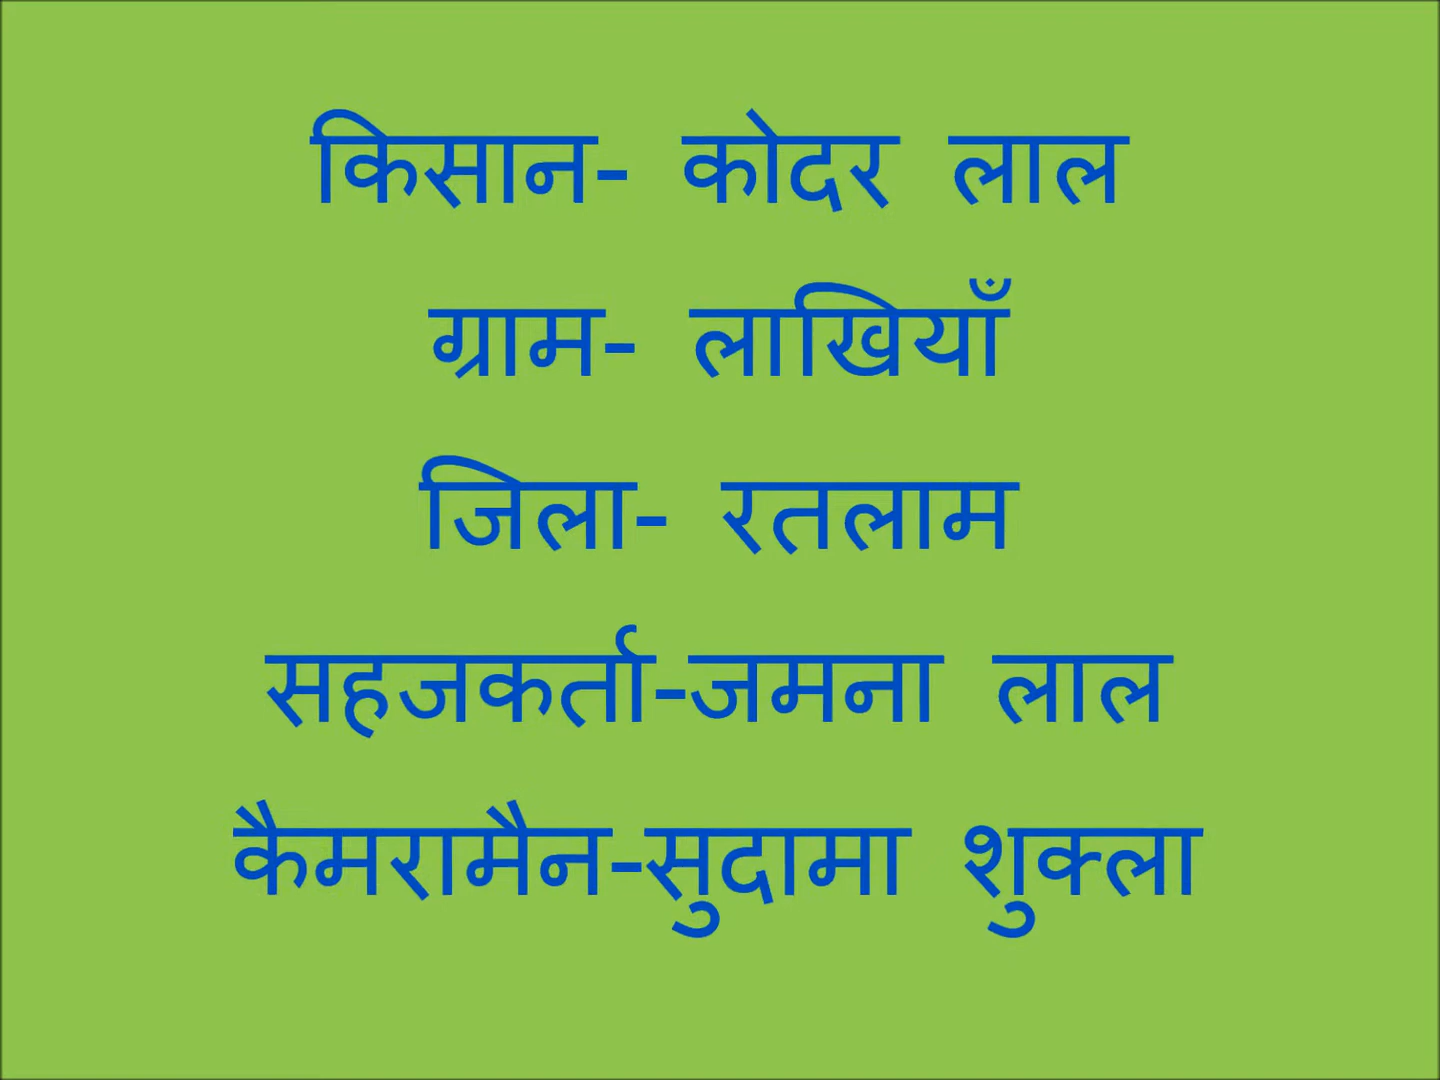 किसान- कोदर लाल
ग्राम- लाखियाँ
जिला- रतलाम
सहजकर्ता-जमना लाल
कैमरामैन-सुदामा शुक्ला